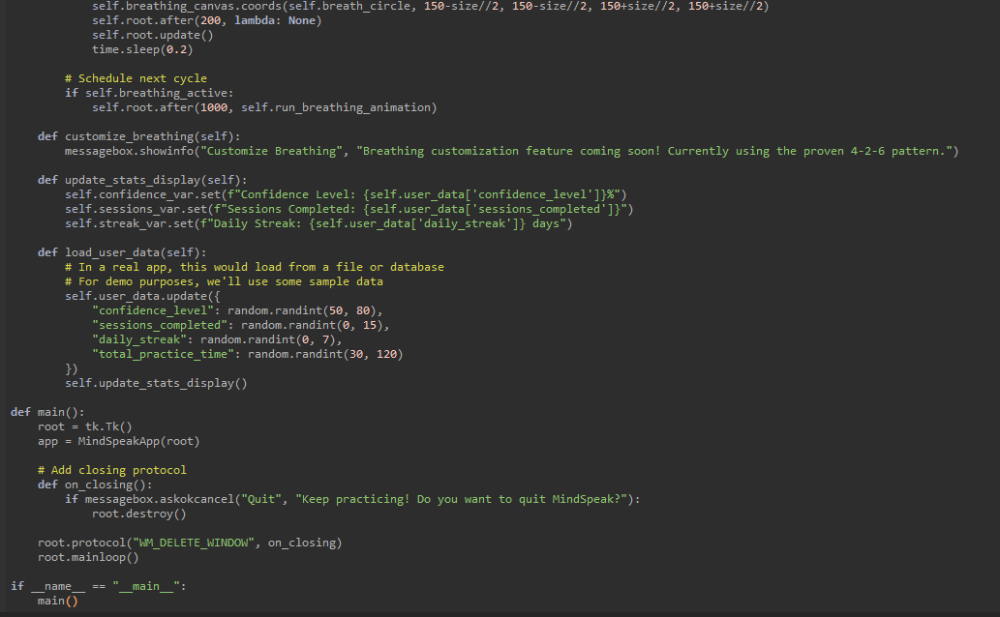 self.breathing_canvas.coords(self.breath_circle, 150-size//2, 150-size//2, 150+size//2, 150+size//2)
            self.root.after(200, lambda: None)
            self.root.update()
            time.sleep(0.2)

        # Schedule next cycle
        if self.breathing_active:
            self.root.after(1000, self.run_breathing_animation)

    def customize_breathing(self):
        messagebox.showinfo("Customize Breathing", "Breathing customization feature coming soon! Currently using the proven 4-2-6 pattern.")

    def update_stats_display(self):
        self.confidence_var.set(f"Confidence Level: {self.user_data['confidence_level']}%")
        self.sessions_var.set(f"Sessions Completed: {self.user_data['sessions_completed']}")
        self.streak_var.set(f"Daily Streak: {self.user_data['daily_streak']} days")

    def load_user_data(self):
        # In a real app, this would load from a file or database
        # For demo purposes, we'll use some sample data
        self.user_data.update({
            "confidence_level": random.randint(50, 80),
            "sessions_completed": random.randint(0, 15),
            "daily_streak": random.randint(0, 7),
            "total_practice_time": random.randint(30, 120)
        })
        self.update_stats_display()

def main():
    root = tk.Tk()
    app = MindSpeakApp(root)

    # Add closing protocol
    def on_closing():
        if messagebox.askokcancel("Quit", "Keep practicing! Do you want to quit MindSpeak?"):
            root.destroy()

    root.protocol("WM_DELETE_WINDOW", on_closing)
    root.mainloop()

if __name__ == "__main__":
    main()